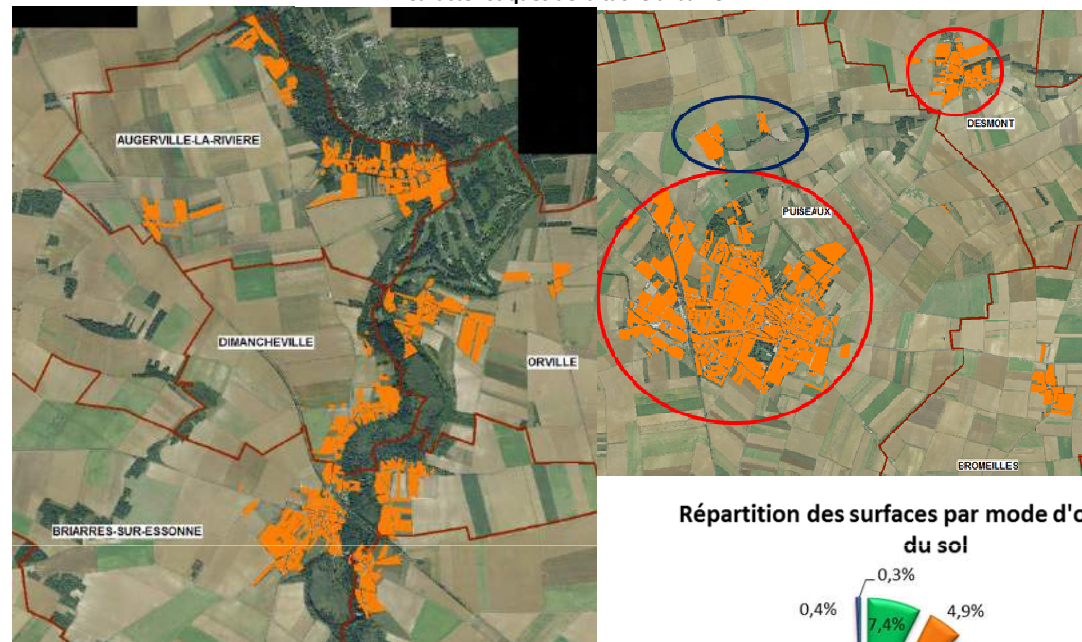 AUGERVILLE-LA-RIVIERE
DIMANCHEVILLE
ORVILLE
BRIARRES-SUR-ESSONNE
DESMONT
PUISEAUX
BROMEILLES
Répartition des surfaces par mode d'o
du sol
0,3%
0,4%
7,4%
4,9%